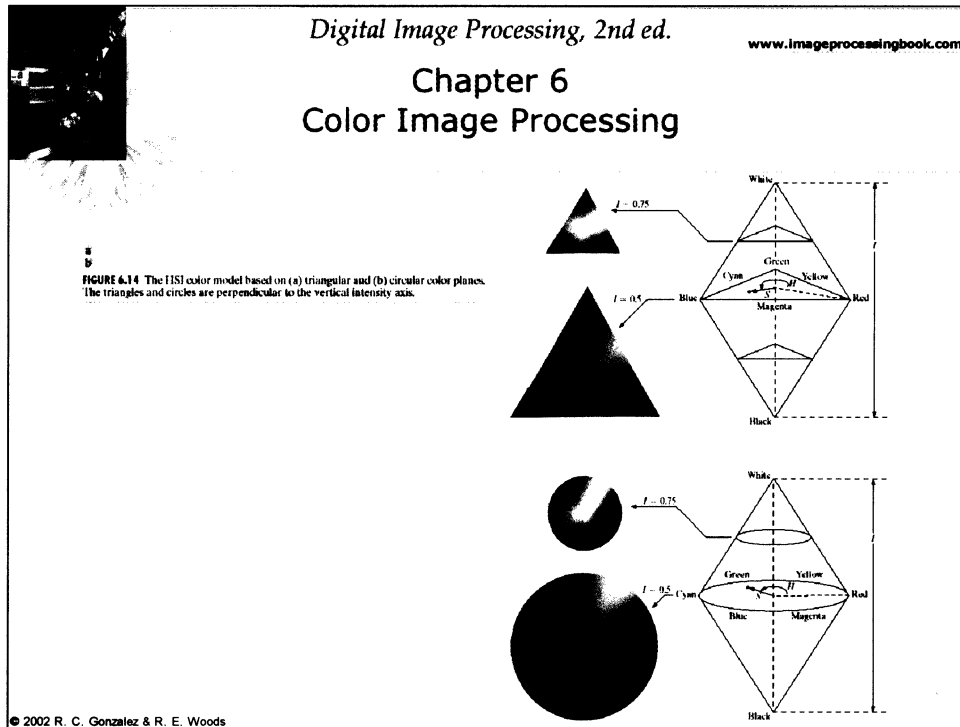 Digital Image Processing, 2nd ed.
www.imageprocessingbook.com
Chapter 6
Color Image Processing
a
b
FIGURE 6.14 The HSI color model based on (a) triangular and (b) circular color planes.
The triangles and circles are perpendicular to the vertical intensity axis.
White
I = 0.75
I
Green
Cyan
Yellow
H
S
Blue
I = 0.5
Red
Magenta
Black
White
I = 0.75
I
Green
Yellow
H
S
I = 0.5
Cyan
Red
Blue
Magenta
Black
© 2002 R. C. Gonzalez & R. E. Woods